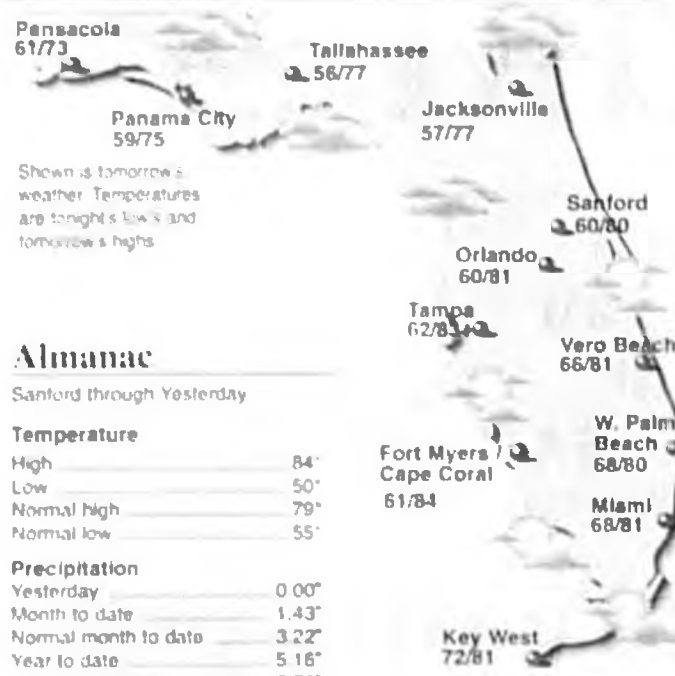 Pensacola
61/73
Tallahassee
56/77
Panama City
59/75
Jacksonville
57/77
Shown is tomorrow's
weather. Temperatures
are tonight's lows and
tomorrow's highs
Sanford
60/80
Orlando
60/81
Tampa
Vero Beach
66/81
W. Palm
Beach
68/80
Fort Myers /
Cape Coral
61/84
Miami
68/81
Key West
72/81
Almanac
Sanford through Yesterday
Temperature
High 84°
Low 50°
Normal high 79°
Normal low 55°
Precipitation
Yesterday 0.00"
Month to date 1.43"
Normal month to date 3.22"
Year to date 5.16"